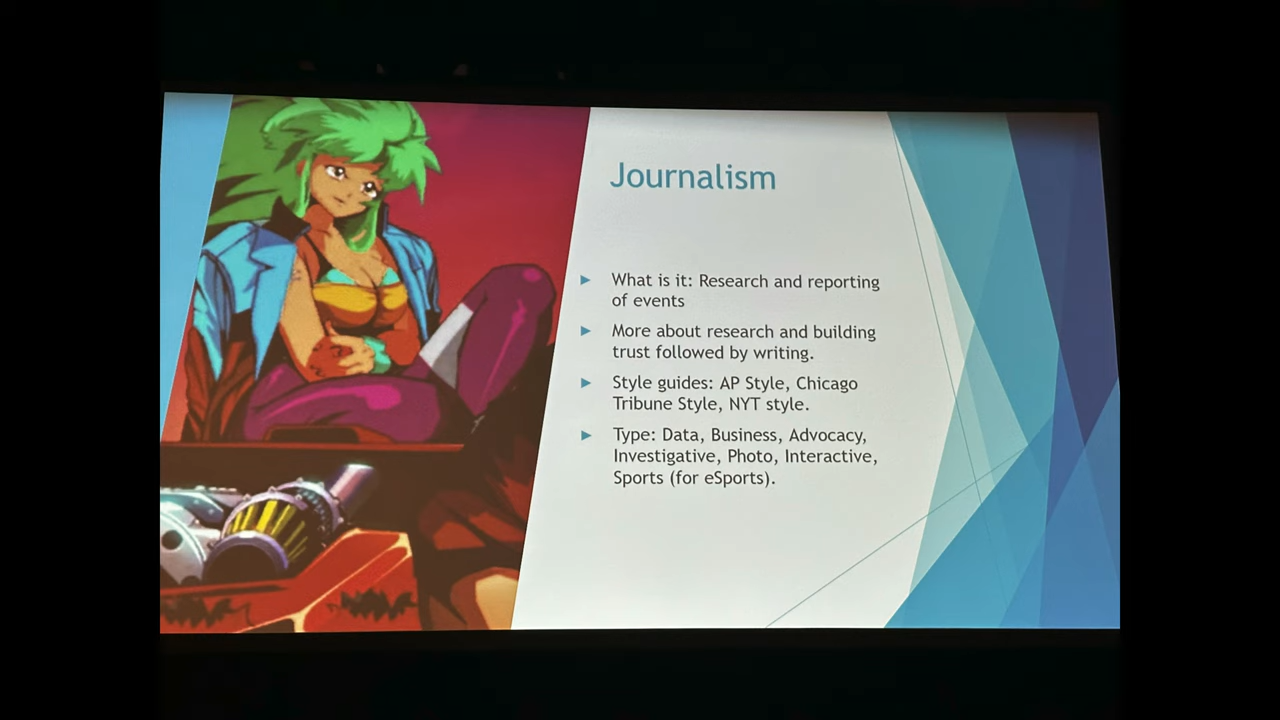 Journalism
What is it: Research and reporting
of events
More about research and building
trust followed by writing.
Style guides: AP Style, Chicago
Tribune Style, NYT style.
Type: Data, Business, Advocacy,
Investigative, Photo, Interactive,
Sports (for eSports).